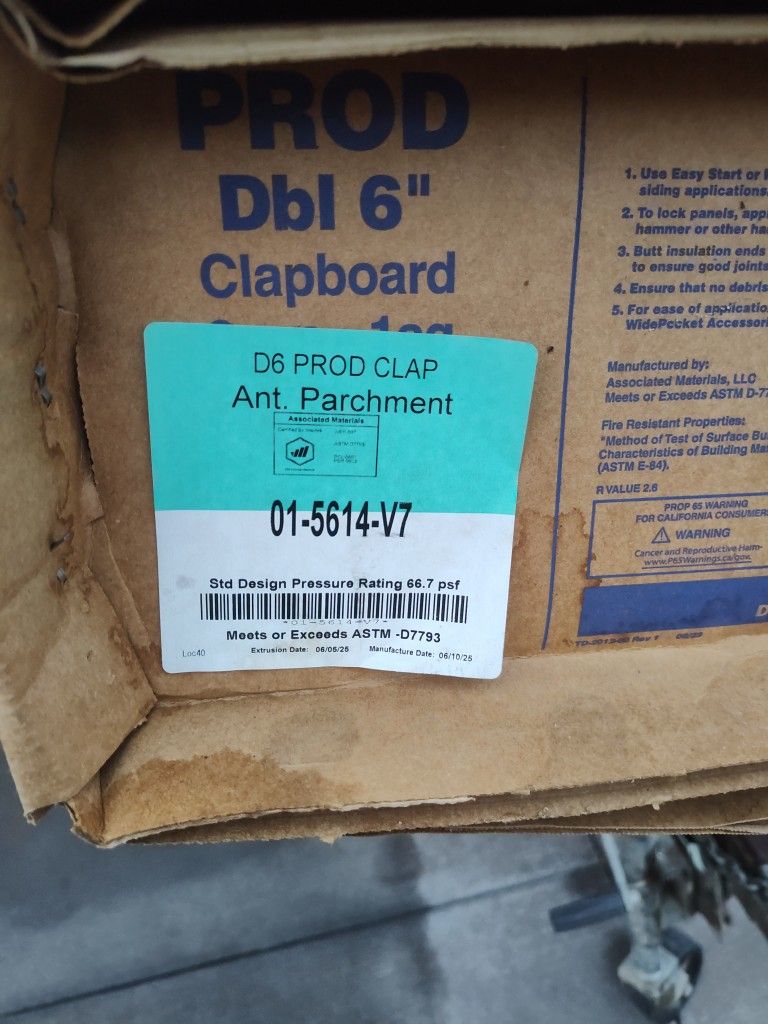 PROD
Dbl 6"
Clapboard
D6 PROD CLAP
Ant. Parchment
Associated Materials
01-5614-V7
Std Design Pressure Rating 66.7 psf
*01-5614-V7*
Meets or Exceeds ASTM -D7793
Loc40 Extrusion Date: 06/05/25 Manufacture Date: 06/10/25
1. Use Easy Start or
siding applications.
2. To lock panels,
hammer or other
3. Butt insulation ends
to ensure good joints
4. Ensure that no debris
5. For ease of
WidePocket
Manufactured by:
Associated Materials, LLC
Meets or Exceeds ASTM
Fire Resistant Properties:
"Method of Test of Surface
Characteristics of Building
(ASTM E-84).
R VALUE 2.6
PROP 65 WARNING
FOR CALIFORNIA CONSUMERS
WARNING
Cancer and Reproductive Harm-
www.P65Warnings.ca/gov.